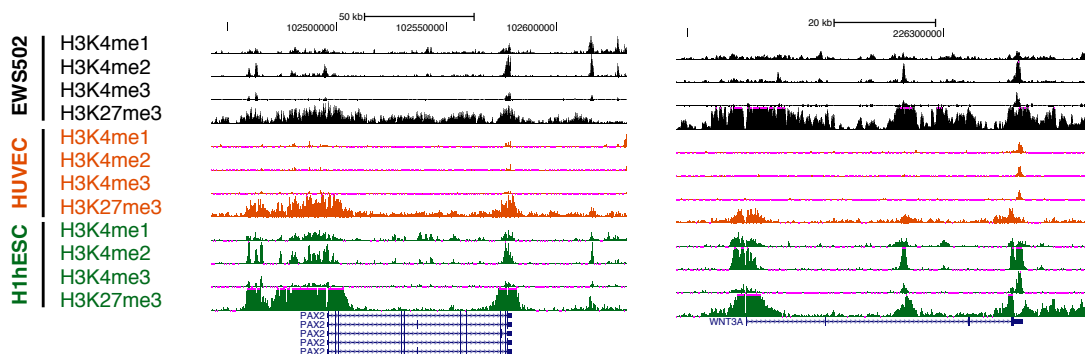 EWS502
H3K4me1
H3K4me2
H3K4me3
H3K27me3
HUVEC
H3K4me1
H3K4me2
H3K4me3
H3K27me3
H1hESC
H3K4me1
H3K4me2
H3K4me3
H3K27me3
50 kb
102500000
102550000
102600000
PAX2
PAX2
PAX2
PAX2
PAX2
20 kb
226300000
WNT3A